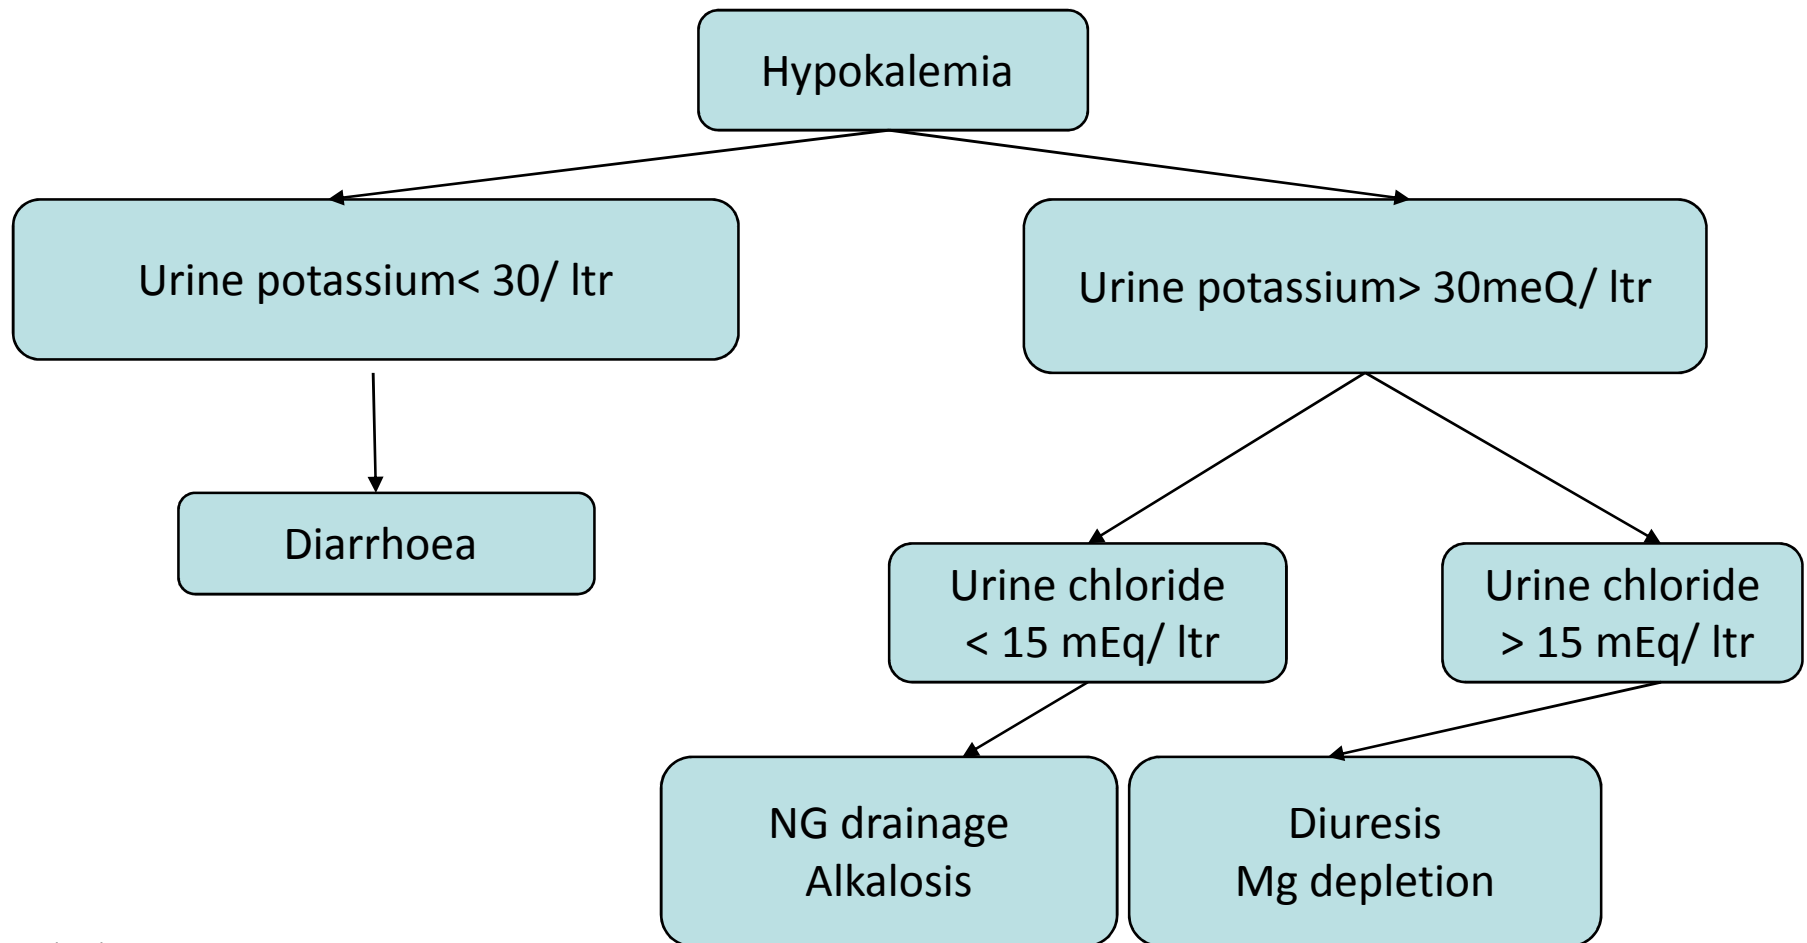 Hypokalemia
Urine potassium< 30/ ltr
Urine potassium> 30meQ/ ltr
Diarrhoea
Urine chloride
< 15 mEq/ ltr
Urine chloride
> 15 mEq/ ltr
NG drainage
Alkalosis
Diuresis
Mg depletion